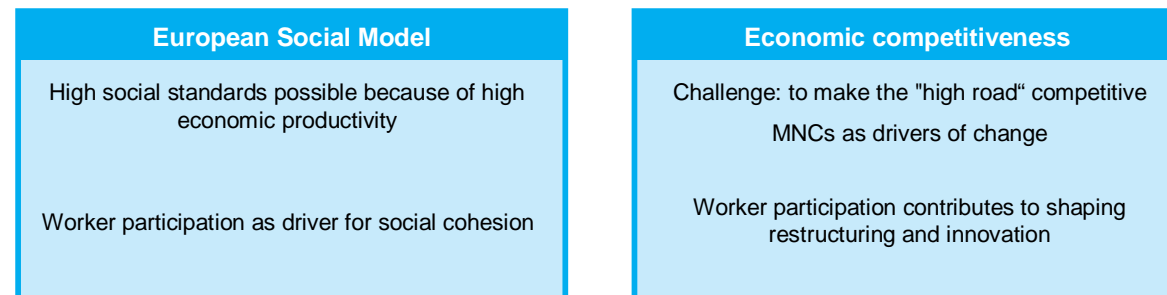 European Social Model
High social standards possible because of high
economic productivity
Worker participation as driver for social cohesion
Economic competitiveness
Challenge: to make the "high road“ competitive
MNCs as drivers of change
Worker participation contributes to shaping
restructuring and innovation